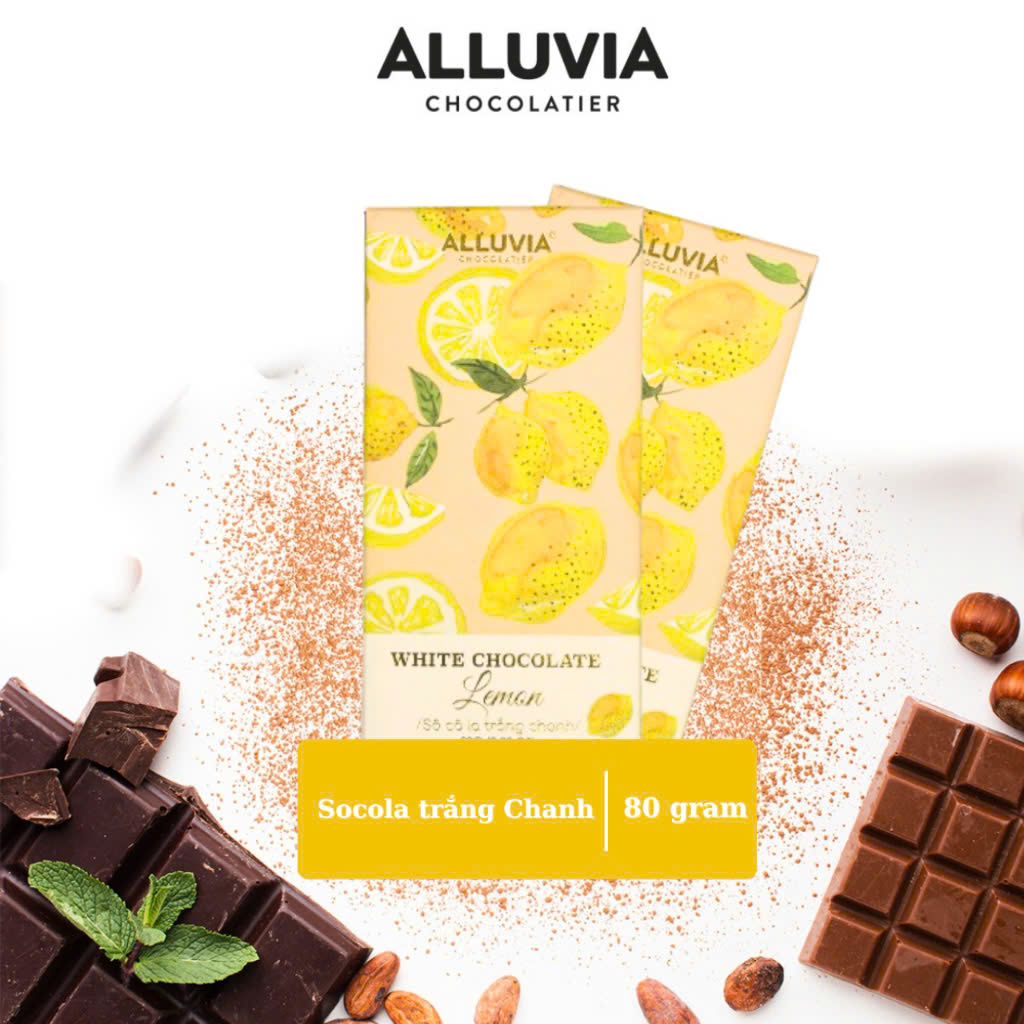 ALLUVIA
CHOCOLATIER
ALLUVIA
CHOCOLATIER
ALLUVIA
CHOCOLATIER
WHITE CHOCOLATE
Lemon
/Sô cô la trắng chanh/
Socola trắng Chanh | 80 gram